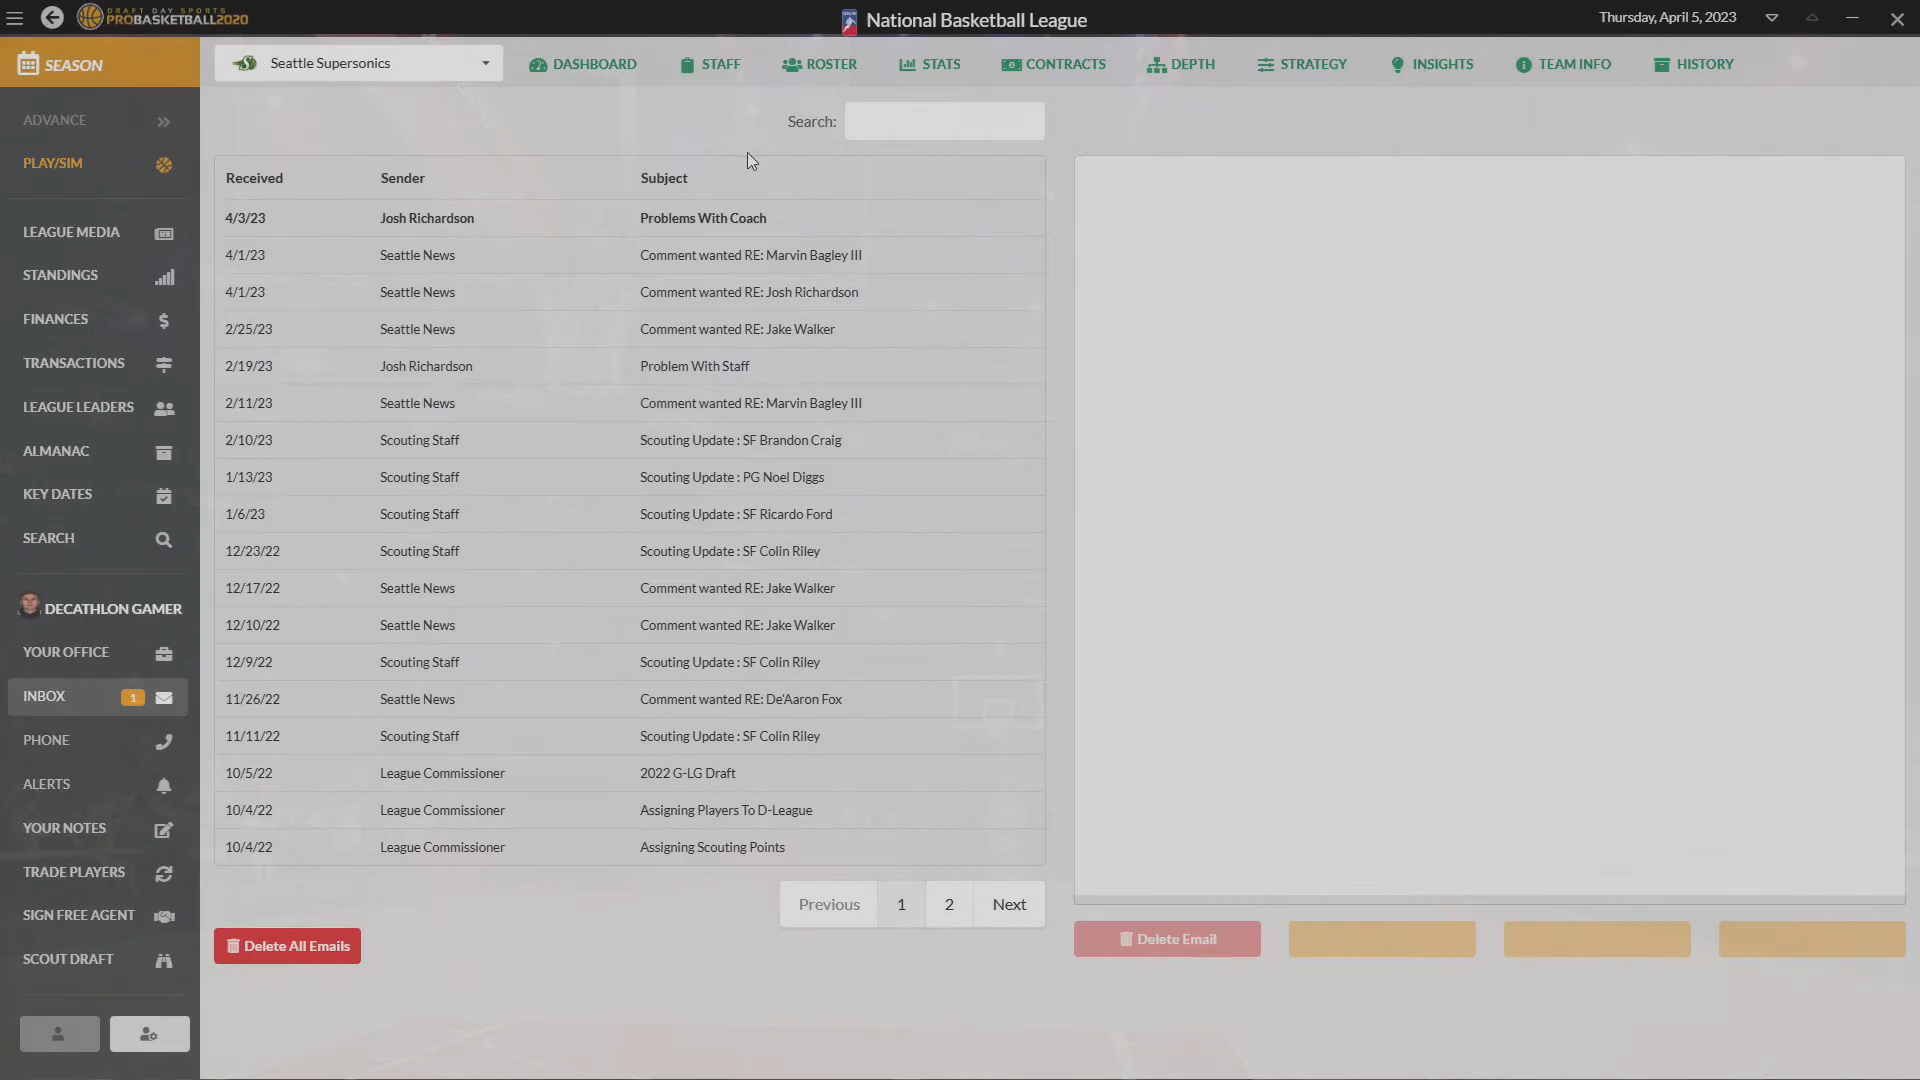 DRAFT DAY SPORTS
PROBASKETBALL2020
National Basketball League
Thursday, April 5, 2023
SEASON
Seattle Supersonics
DASHBOARD
STAFF
ROSTER
STATS
CONTRACTS
DEPTH
STRATEGY
INSIGHTS
TEAM INFO
HISTORY
ADVANCE
PLAY/SIM
LEAGUE MEDIA
STANDINGS
FINANCES
TRANSACTIONS
LEAGUE LEADERS
ALMANAC
KEY DATES
SEARCH
DECATHLON GAMER
YOUR OFFICE
INBOX 1
PHONE
ALERTS
YOUR NOTES
TRADE PLAYERS
SIGN FREE AGENT
SCOUT DRAFT
Search:
Received Sender Subject
4/3/23 Josh Richardson Problems With Coach
4/1/23 Seattle News Comment wanted RE: Marvin Bagley III
4/1/23 Seattle News Comment wanted RE: Josh Richardson
2/25/23 Seattle News Comment wanted RE: Jake Walker
2/19/23 Josh Richardson Problem With Staff
2/11/23 Seattle News Comment wanted RE: Marvin Bagley III
2/10/23 Scouting Staff Scouting Update : SF Brandon Craig
1/13/23 Scouting Staff Scouting Update : PG Noel Diggs
1/6/23 Scouting Staff Scouting Update : SF Ricardo Ford
12/23/22 Scouting Staff Scouting Update : SF Colin Riley
12/17/22 Seattle News Comment wanted RE: Jake Walker
12/10/22 Seattle News Comment wanted RE: Jake Walker
12/9/22 Scouting Staff Scouting Update : SF Colin Riley
11/26/22 Seattle News Comment wanted RE: De'Aaron Fox
11/11/22 Scouting Staff Scouting Update : SF Colin Riley
10/5/22 League Commissioner 2022 G-LG Draft
10/4/22 League Commissioner Assigning Players To D-League
10/4/22 League Commissioner Assigning Scouting Points
Previous 1 2 Next
Delete All Emails
Delete Email